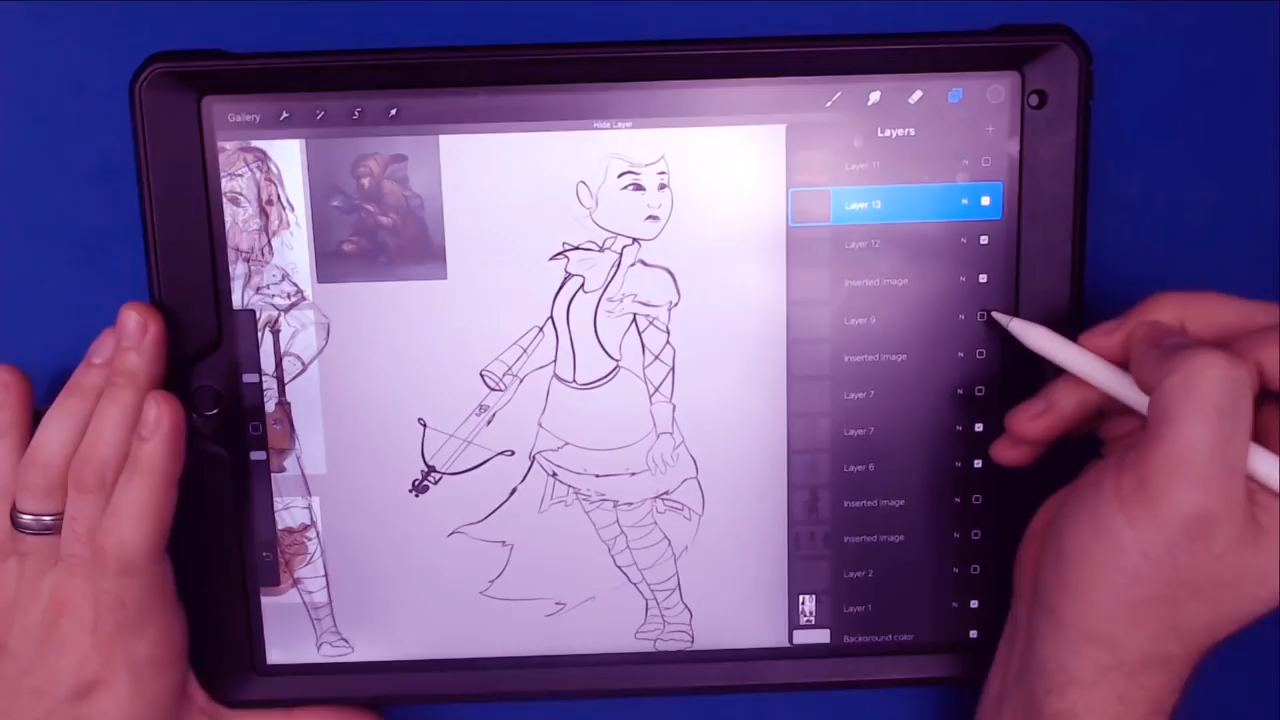 Gallery
Hide Layer
Layers
Layer 11 N
Layer 13 N
Layer 12 N
Inserted Image N
Layer 9 N
Inserted Image N
Layer 7 N
Layer 7 N
Layer 6 N
Inserted Image N
Inserted Image N
Layer 2 N
Layer 1 N
Background color